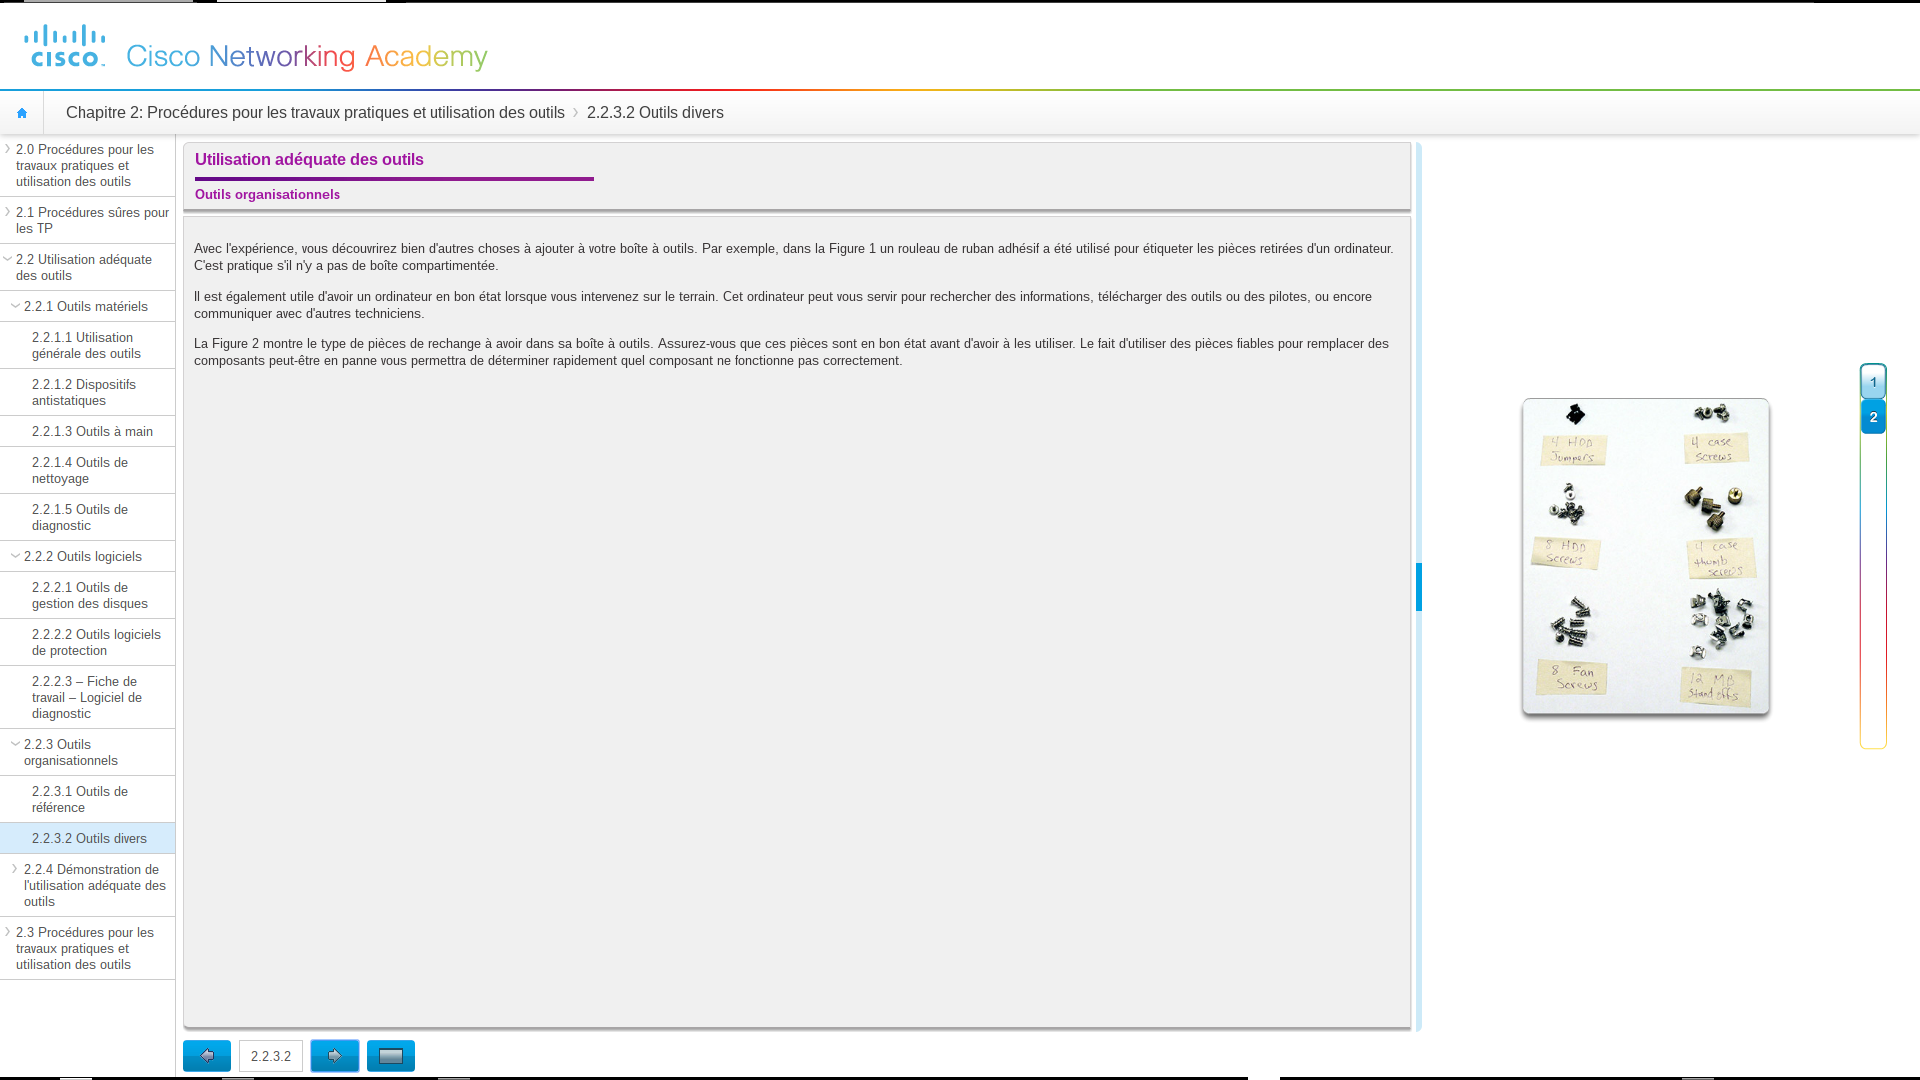 cisco
Cisco Networking Academy
Chapitre 2: Procédures pour les travaux pratiques et utilisation des outils
2.2.3.2 Outils divers
2.0 Procédures pour les
travaux pratiques et
utilisation des outils
2.1 Procédures sûres pour
les TP
2.2 Utilisation adéquate
des outils
2.2.1 Outils matériels
2.2.1.1 Utilisation
générale des outils
2.2.1.2 Dispositifs
antistatiques
2.2.1.3 Outils à main
2.2.1.4 Outils de
nettoyage
2.2.1.5 Outils de
diagnostic
2.2.2 Outils logiciels
2.2.2.1 Outils de
gestion des disques
2.2.2.2 Outils logiciels
de protection
2.2.2.3 – Fiche de
travail – Logiciel de
diagnostic
2.2.3 Outils
organisationnels
2.2.3.1 Outils de
référence
2.2.3.2 Outils divers
2.2.4 Démonstration de
l'utilisation adéquate des
outils
2.3 Procédures pour les
travaux pratiques et
utilisation des outils
Utilisation adéquate des outils
Outils organisationnels
Avec l'expérience, vous découvrirez bien d'autres choses à ajouter à votre boîte à outils. Par exemple, dans la Figure 1 un rouleau de ruban adhésif a été utilisé pour étiqueter les pièces retirées d'un ordinateur.
C'est pratique s'il n'y a pas de boîte compartimentée.
Il est également utile d'avoir un ordinateur en bon état lorsque vous intervenez sur le terrain. Cet ordinateur peut vous servir pour rechercher des informations, télécharger des outils ou des pilotes, ou encore
communiquer avec d'autres techniciens.
La Figure 2 montre le type de pièces de rechange à avoir dans sa boîte à outils. Assurez-vous que ces pièces sont en bon état avant d'avoir à les utiliser. Le fait d'utiliser des pièces fiables pour remplacer des
composants peut-être en panne vous permettra de déterminer rapidement quel composant ne fonctionne pas correctement.
4 HDD
Jumpers
4 case
screws
8 HDD
Screws
4 case
thumb
screws
8 Fan
Screws
12 MB
Standoffs
1
2
2.2.3.2